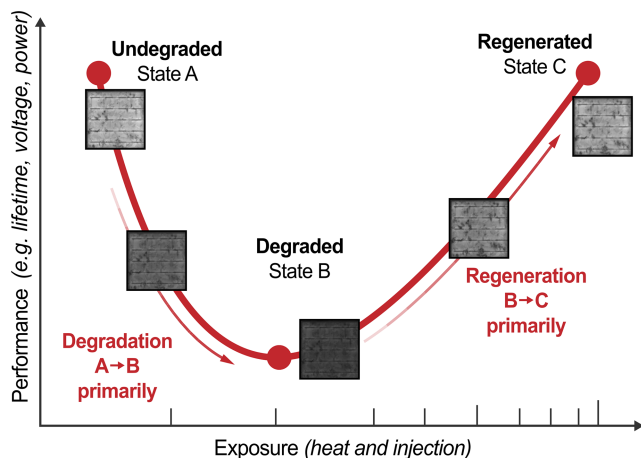 Undegraded
State A
Regenerated
State C
Degraded
State B
Degradation
A→B
primarily
Regeneration
B→C
primarily
Performance (e.g. lifetime, voltage, power)
Exposure (heat and injection)